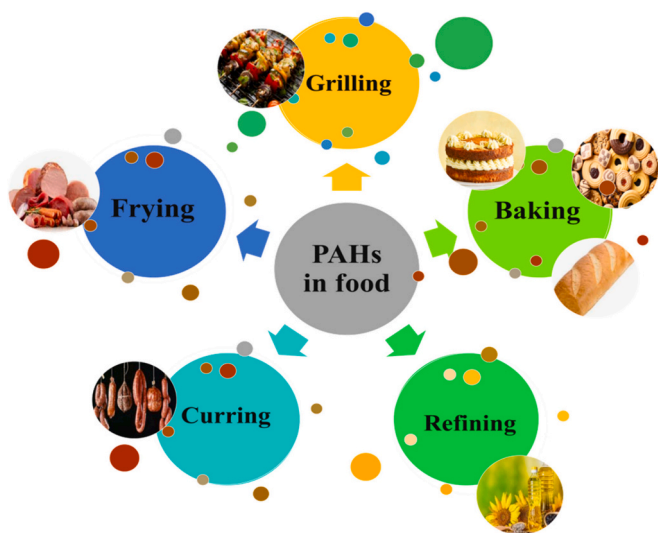 Grilling
Frying
Baking
PAHs
in food
Curring
Refining